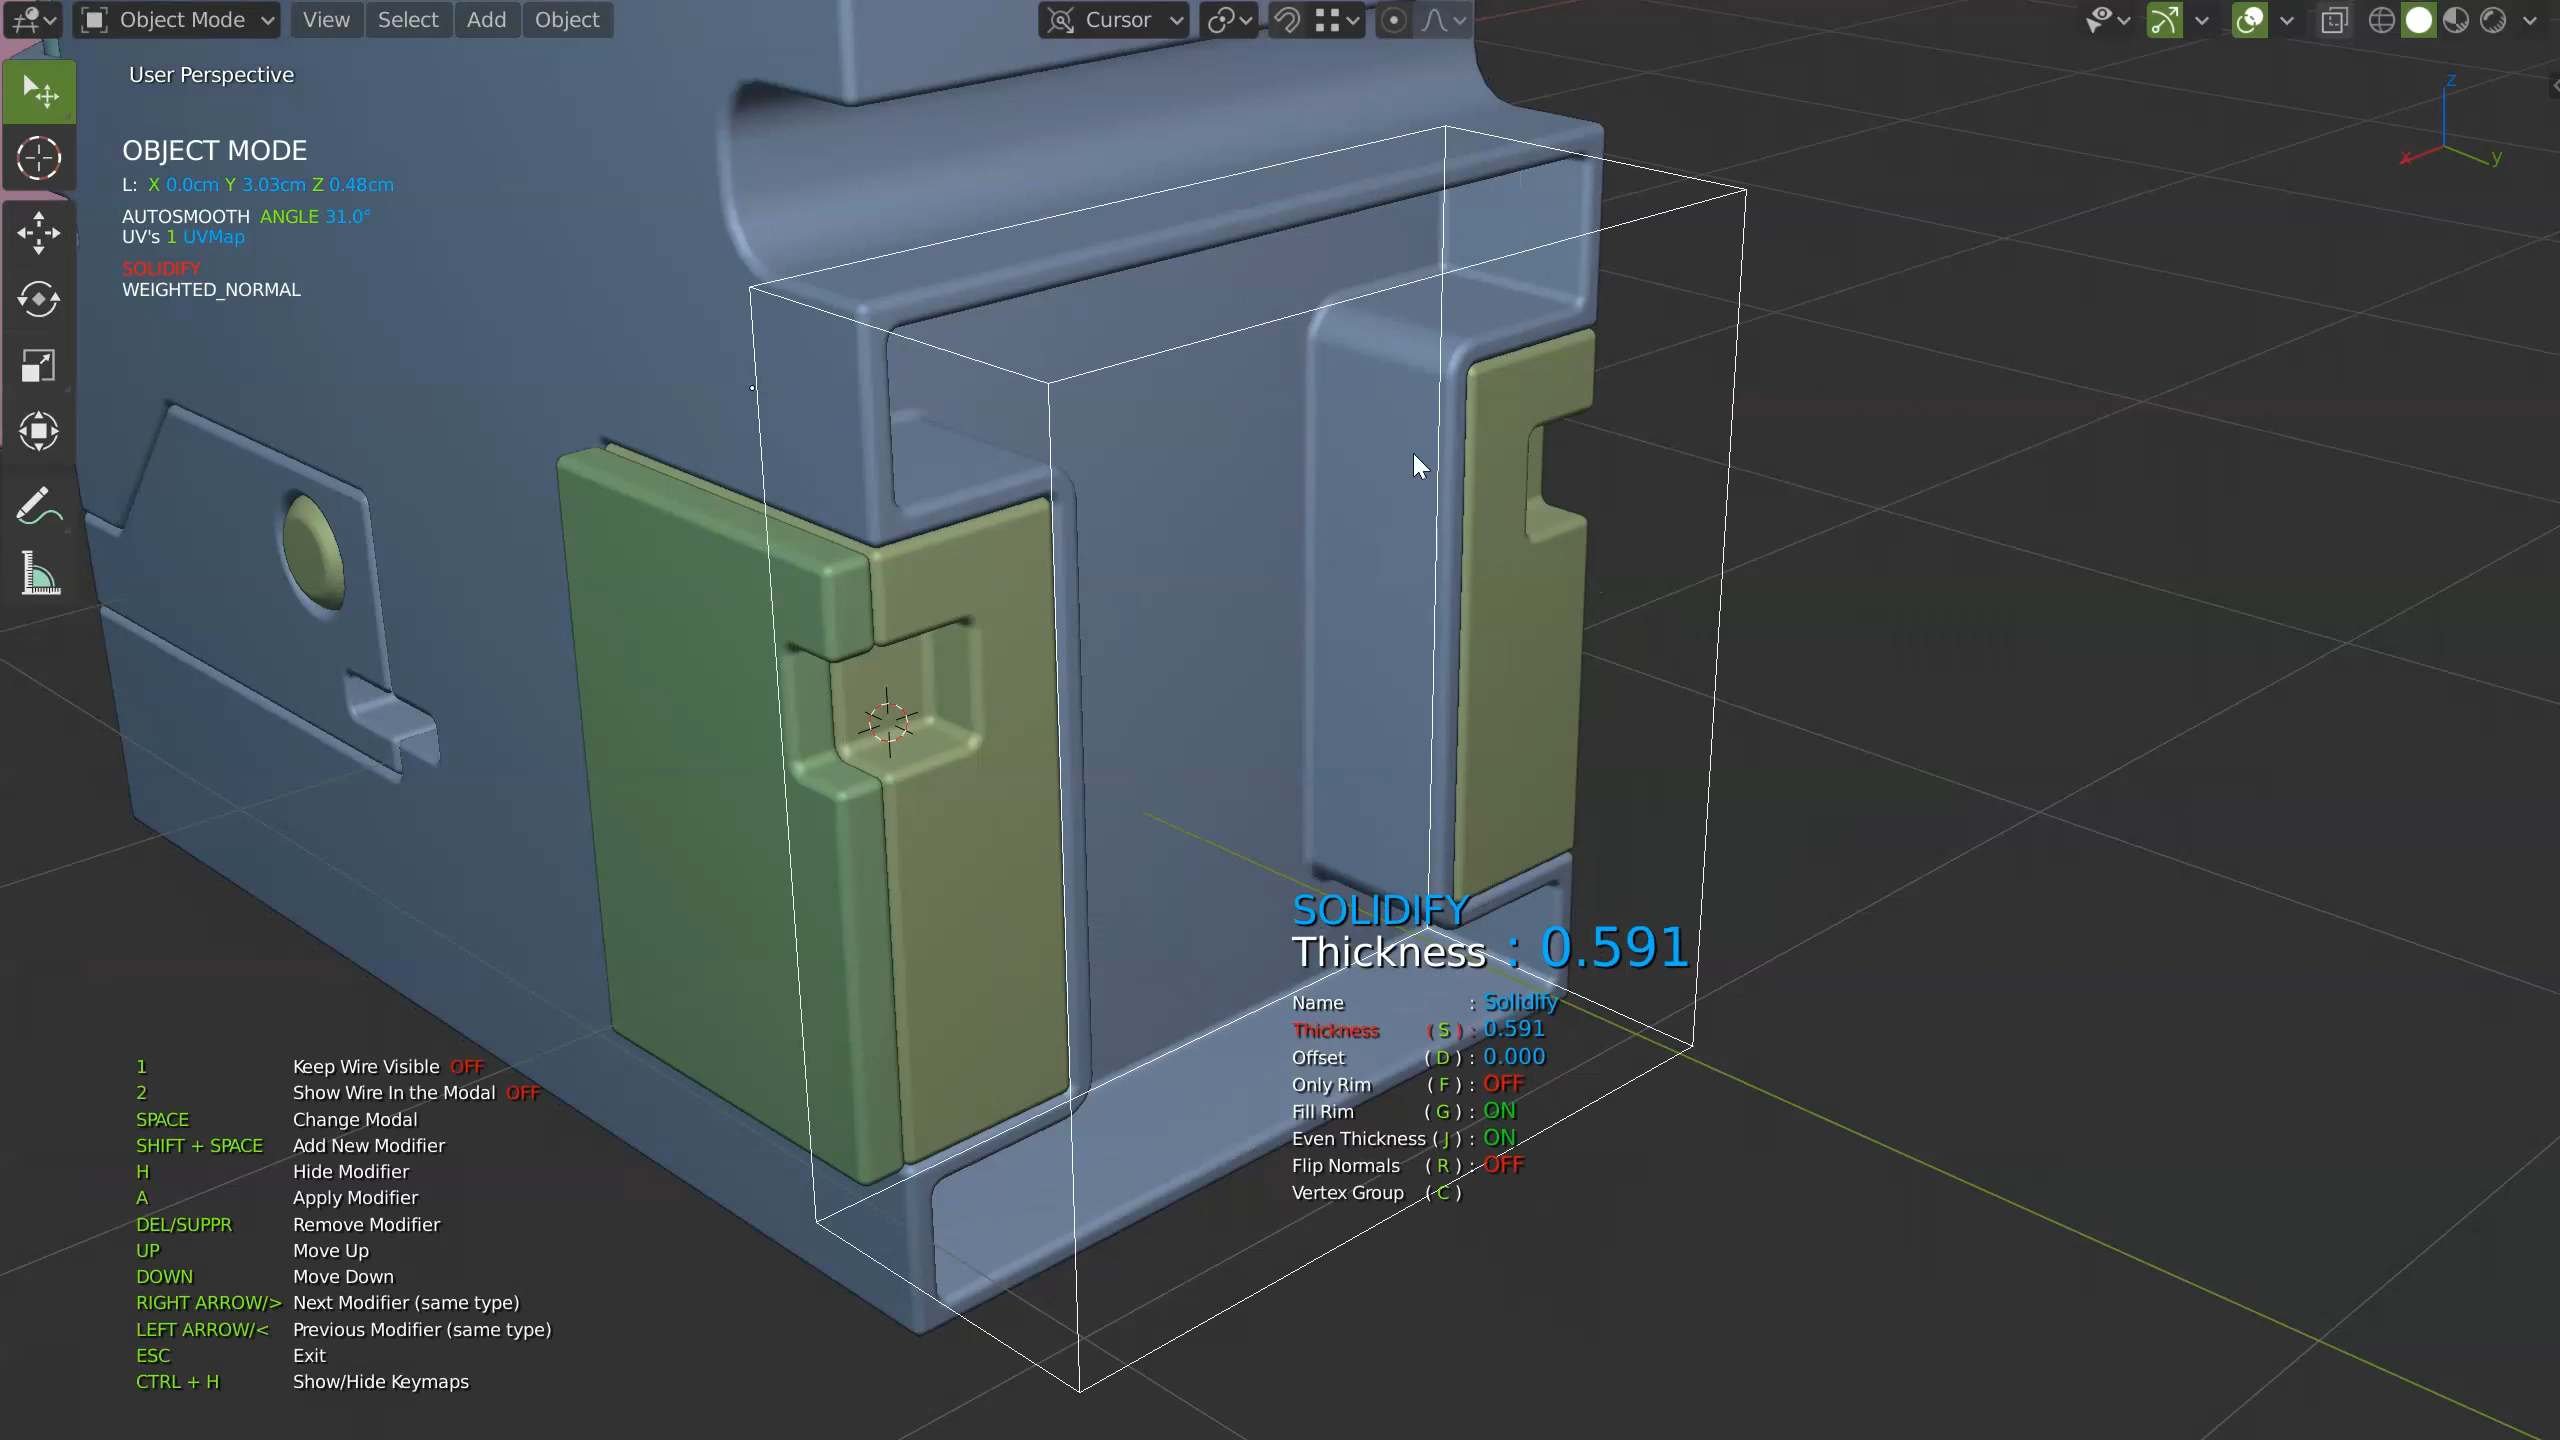 Object Mode View Select Add Object Cursor
User Perspective
z
x
y
OBJECT MODE
L: X 0.0cm Y 3.03cm Z 0.48cm
AUTOSMOOTH ANGLE 31.0°
UV's 1 UVMap
SOLIDIFY
WEIGHTED_NORMAL
SOLIDIFY
Thickness : 0.591
Name : Solidify
Thickness ( S ) : 0.591
Offset ( D ) : 0.000
Only Rim ( F ) : OFF
Fill Rim ( G ) : ON
Even Thickness ( J ) : ON
Flip Normals ( R ) : OFF
Vertex Group ( C )
1 Keep Wire Visible OFF
2 Show Wire In the Modal OFF
SPACE Change Modal
SHIFT + SPACE Add New Modifier
H Hide Modifier
A Apply Modifier
DEL/SUPPR Remove Modifier
UP Move Up
DOWN Move Down
RIGHT ARROW/> Next Modifier (same type)
LEFT ARROW/< Previous Modifier (same type)
ESC Exit
CTRL + H Show/Hide Keymaps